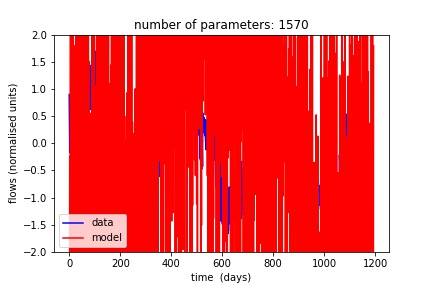 number of parameters: 1570
flows (normalised units)
2.0
1.5
1.0
0.5
0.0
−0.5
−1.0
−1.5
−2.0
data
model
0 200 400 600 800 1000 1200
time (days)